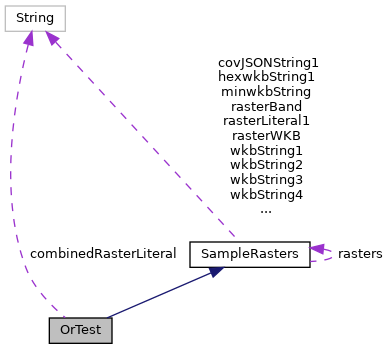 String
covJSONString1
hexwkbString1
minwkbString
rasterBand
rasterLiteral1
rasterWKB
wkbString1
wkbString2
wkbString3
wkbString4
...
combinedRasterLiteral
SampleRasters
rasters
OrTest